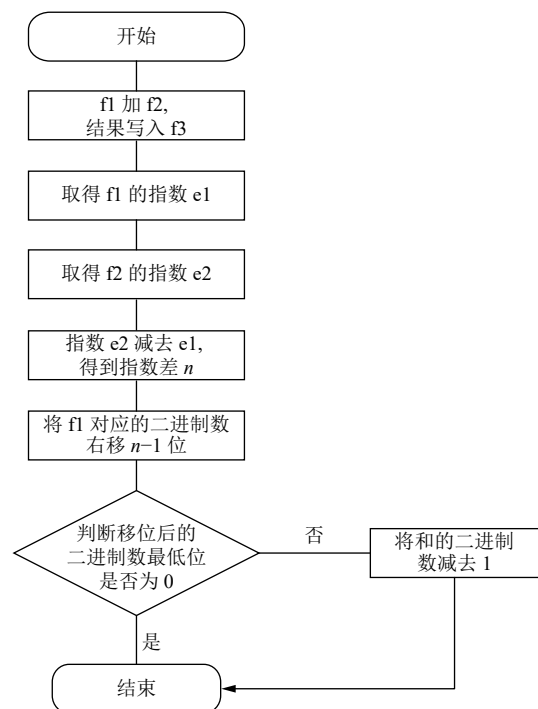 开始
f1 加 f2,
结果写入 f3
取得 f1 的指数 e1
取得 f2 的指数 e2
指数 e2 减去 e1,
得到指数差 n
将 f1 对应的二进制数
右移 n−1 位
判断移位后的
二进制数最低位
是否为 0
否
将和的二进制
数减去 1
是
结束